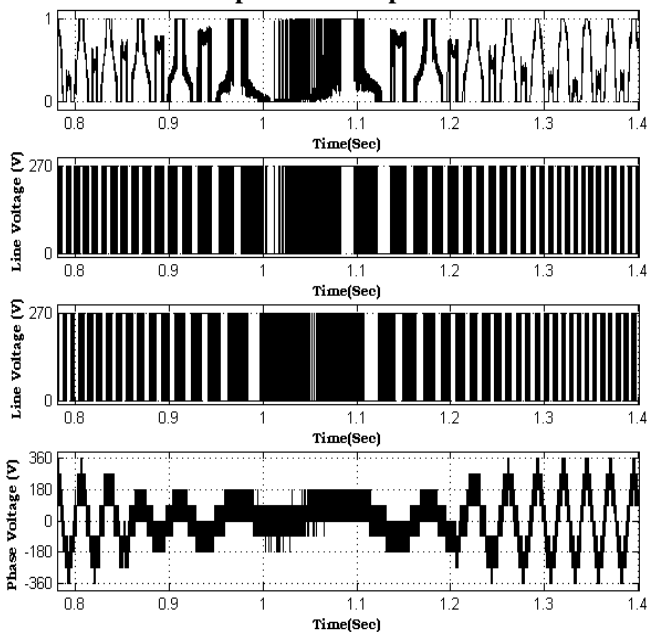 1
0
0.8 0.9 1 1.1 1.2 1.3 1.4
Time(Sec)
Line Voltage (V)
270
0
0.8 0.9 1 1.1 1.2 1.3 1.4
Time(Sec)
Line Voltage (V)
270
0
0.8 0.9 1 1.1 1.2 1.3 1.4
Time(Sec)
Phase Voltage (V)
360
180
0
-180
-360
0.8 0.9 1 1.1 1.2 1.3 1.4
Time(Sec)